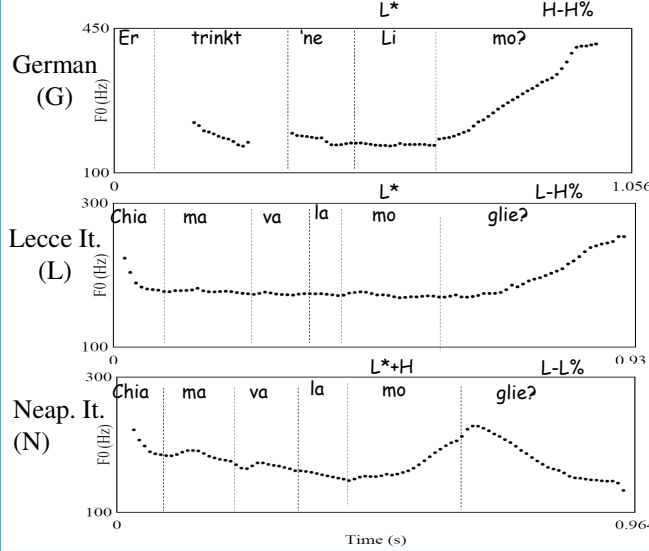 L* H-H%
German
(G)
F0 (Hz)
450
100
Er trinkt 'ne Li mo?
0 1.056
L* L-H%
Lecce It.
(L)
F0 (Hz)
300
100
Chia ma va la mo glie?
0 0.93
L*+H L-L%
Neap. It.
(N)
F0 (Hz)
300
100
Chia ma va la mo glie?
0 0.964
Time (s)